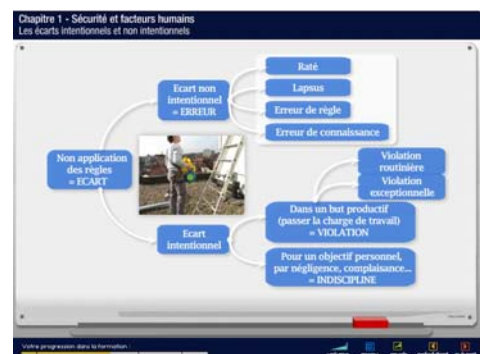 Chapitre 1 - Sécurité et facteurs humains
Les écarts intentionnels et non intentionnels
Raté
Ecart non
intentionnel
= ERREUR
Lapsus
Erreur de règle
Erreur de connaissance
Non application
des règles
= ECART
Violation
routinière
Violation
exceptionnelle
Dans un but productif
(passer la charge de travail)
= VIOLATION
Ecart
intentionnel
Pour un objectif personnel,
par négligence, complaisance...
= INDISCIPLINE
Votre progression dans la formation :